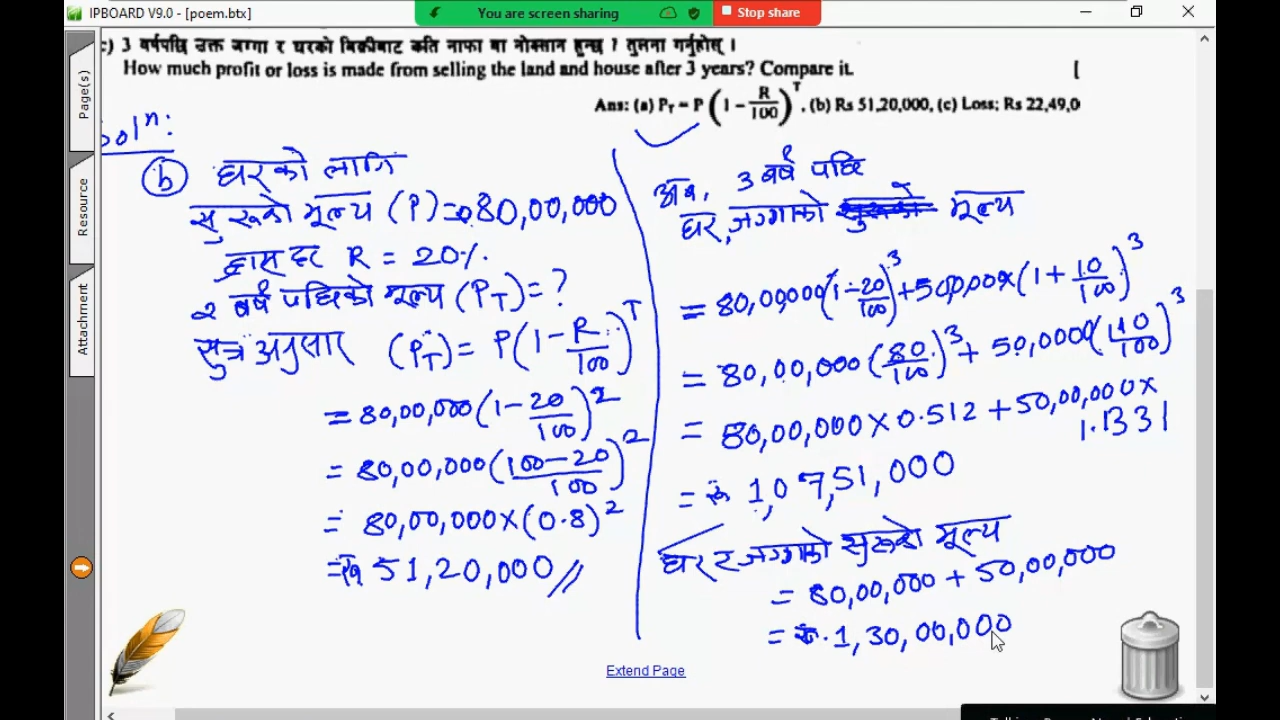 IPBOARD V9.0 - [poem.btx]
You are screen sharing
Stop share
Page(s)
Resource
Attachment
:) 3 वर्षपछि उक्त जग्गा र घरको बिक्रीबाट कति नाफा वा नोक्सान हुन्छ ? तुलना गर्नुहोस् ।
How much profit or loss is made from selling the land and house after 3 years? Compare it. [
Ans: (a) P_T = P (1 - R/100)^T. (b) Rs 51,20,000, (c) Loss; Rs 22,49,0
Solⁿ:
(b) घरको लागि
सुरुको मूल्य (P) = 80,00,000
ह्रास दर R = 20%
२ वर्ष पछिको मूल्य (P_T) = ?
सुत्र अनुसार (P_T) = P(1 - R/100)^T
= 80,00,000(1 - 20/100)^2
= 80,00,000(100-20/100)^2
= 80,00,000 × (0.8)^2
= रू 51,20,000 //
अब, 3 वर्ष पछि
घर, जग्गाको मूल्य
= 80,00,000(1 - 20/100)^3 + 50,00,000×(1 + 10/100)^3
= 80,00,000(80/100)^3 + 50,0000(110/100)^3
= 80,00,000 × 0.512 + 50,00,000 ×
1.1331
= रू 1,07,51,000
घर र जग्गाको सुरुको मूल्य
= 80,00,000 + 50,00,000
= रू. 1,30,00,000
Extend Page